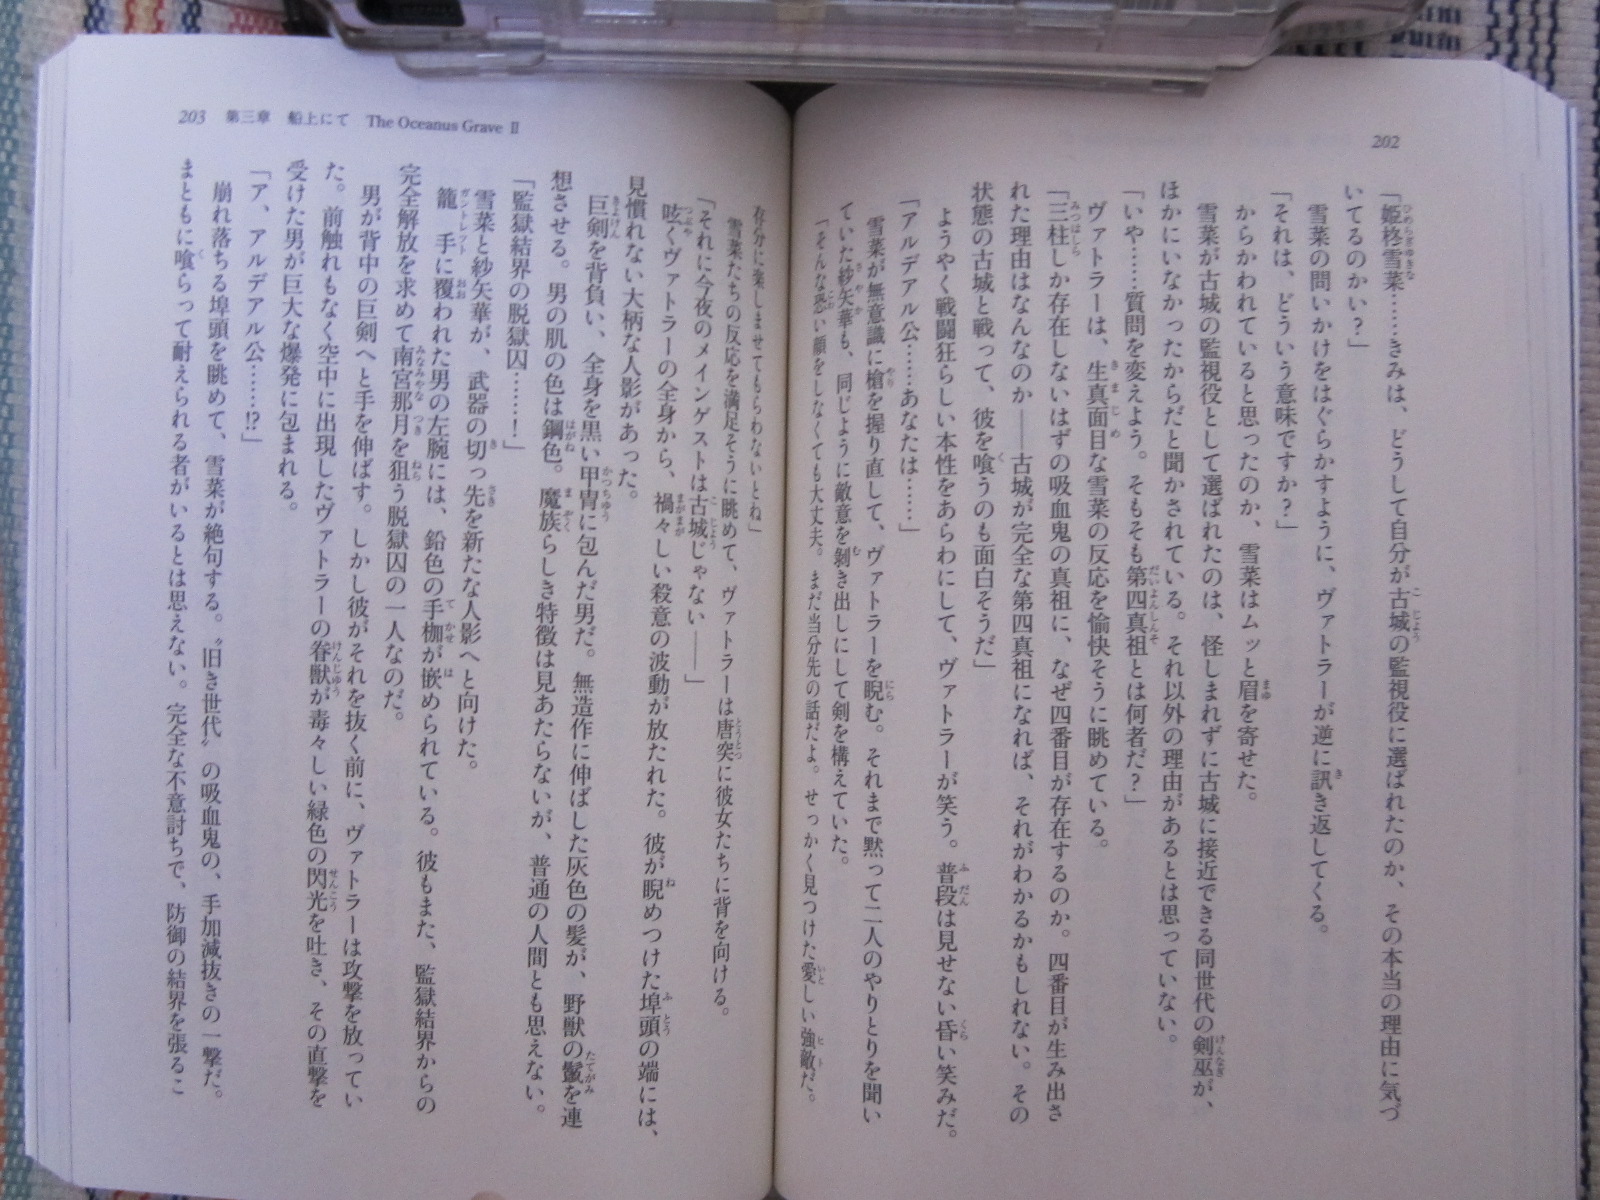 202
「姫柊雪菜……きみは、どうして自分が古城の監視役に選ばれたのか、その本当の理由に気づ
いてるのかい?」
雪菜の問いかけをはぐらかすように、ヴァトラーが逆に訊き返してくる。
「それは、どういう意味ですか?」
からかわれていると思ったのか、雪菜はムッと眉を寄せた。
雪菜が古城の監視役として選ばれたのは、怪しまれずに古城に接近できる同世代の剣巫が、
ほかにいなかったからだと聞かされている。それ以外の理由があるとは思っていない。
「いや……質問を変えよう。そもそも第四真祖とは何者だ?」
ヴァトラーは、生真面目な雪菜の反応を愉快そうに眺めている。
「三柱しか存在しないはずの吸血鬼の真祖に、なぜ四番目が存在するのか。四番目が生み出さ
れた理由はなんなのか――古城が完全な第四真祖になれば、それがわかるかもしれない。その
状態の古城と戦って、彼を喰うのも面白そうだ」
ようやく戦闘狂らしい本性をあらわにして、ヴァトラーが笑う。普段は見せない昏い笑みだ。
「アルデアル公……あなたは……」
雪菜が無意識に槍を握り直して、ヴァトラーを睨む。それまで黙って二人のやりとりを聞い
ていた紗矢華も、同じように敵意を剝き出しにして剣を構えていた。
「そんな恐い顔をしなくても大丈夫。まだ当分先の話だよ。せっかく見つけた愛しい強敵だ。
203 第三章 船上にて The Oceanus Grave Ⅱ
存分に楽しませてもらわないとね」
雪菜たちの反応を満足そうに眺めて、ヴァトラーは唐突に彼女たちに背を向ける。
「それに今夜のメインゲストは古城じゃない――」
呟くヴァトラーの全身から、禍々しい殺意の波動が放たれた。彼が睨めつけた埠頭の端には、
見慣れない大柄な人影があった。
巨剣を背負い、全身を黒い甲冑に包んだ男だ。無造作に伸ばした灰色の髪が、野獣の鬣を連
想させる。男の肌の色は鋼色。魔族らしき特徴は見あたらないが、普通の人間とも思えない。
「監獄結界の脱獄囚……!」
雪菜と紗矢華が、武器の切っ先を新たな人影へと向けた。
籠手に覆われた男の左腕には、鉛色の手枷が嵌められている。彼もまた、監獄結界からの
完全解放を求めて南宮那月を狙う脱獄囚の一人なのだ。
男が背中の巨剣へと手を伸ばす。しかし彼がそれを抜く前に、ヴァトラーは攻撃を放ってい
た。前触れもなく空中に出現したヴァトラーの眷獣が毒々しい緑色の閃光を吐き、その直撃を
受けた男が巨大な爆発に包まれる。
「ア、アルデアル公……!?」
崩れ落ちる埠頭を眺めて、雪菜が絶句する。〝旧き世代〟の吸血鬼の、手加減抜きの一撃だ。
まともに喰らって耐えられる者がいるとは思えない。完全な不意討ちで、防御の結界を張るこ